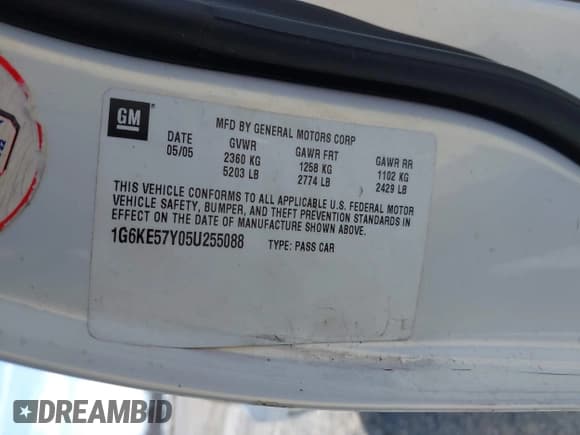 GM
MFD BY GENERAL MOTORS CORP
DATE GVWR GAWR FRT GAWR RR
05/05 2360 KG 1258 KG 1102 KG
5203 LB 2774 LB 2429 LB
THIS VEHICLE CONFORMS TO ALL APPLICABLE U.S. FEDERAL MOTOR
VEHICLE SAFETY, BUMPER, AND THEFT PREVENTION STANDARDS IN
EFFECT ON THE DATE OF MANUFACTURE SHOWN ABOVE.
1G6KE57Y05U255088 TYPE: PASS CAR
DREAMBID